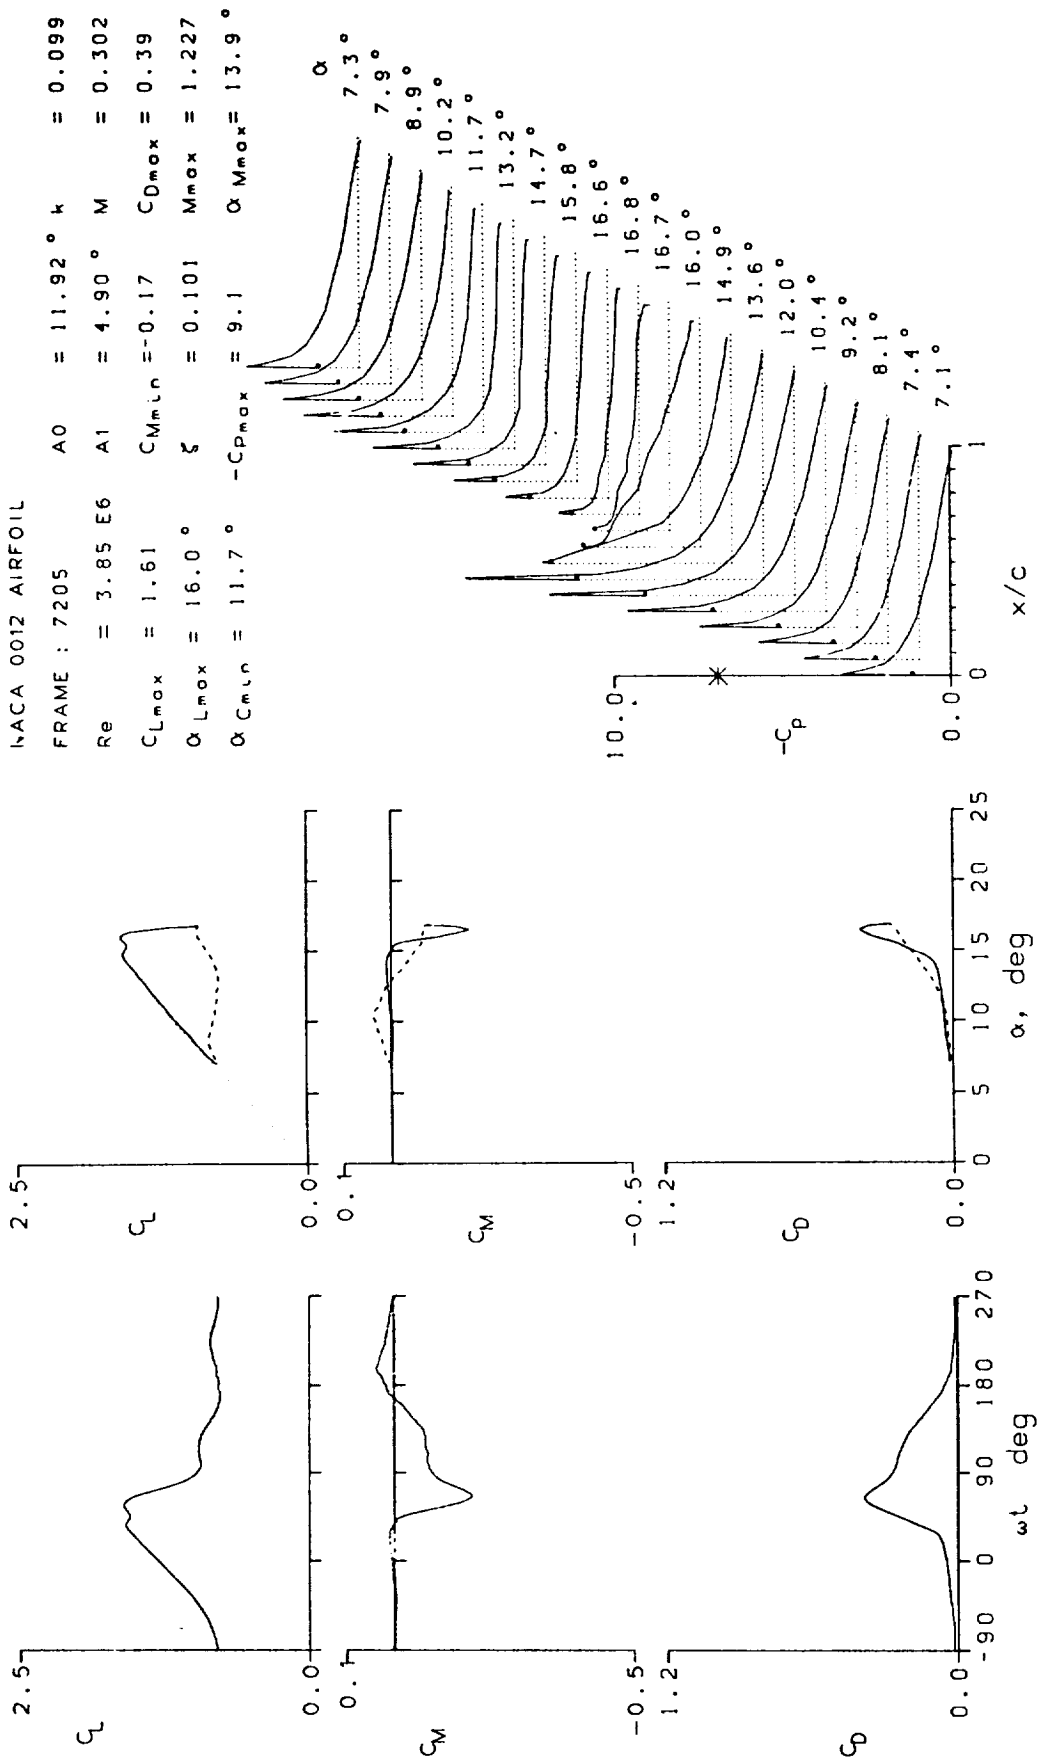 NACA 0012 AIRFOIL
FRAME : 7205 A0 = 11.92° k = 0.099
Re = 3.85 E6 A1 = 4.90° M = 0.302
CLmax = 1.61 CMmin =-0.17 CDmax = 0.39
αLmax = 16.0° ζ = 0.101 Mmax = 1.227
αCmin = 11.7° -CPmax = 9.1 αMmax= 13.9°
2.5
CL
0.0
0.1
CM
-0.5
1.2
CD
0.0
-90 0 90 180 270
ωt deg
2.5
CL
0.0
0.1
CM
-0.5
1.2
CD
0.0
0 5 10 15 20 25
α, deg
α
7.3°
7.9°
8.9°
10.2°
11.7°
13.2°
14.7°
15.8°
16.6°
16.8°
16.7°
16.0°
14.9°
13.6°
12.0°
10.4°
9.2°
8.1°
7.4°
7.1°
10.0
-Cp
0.0
0 1
x/c